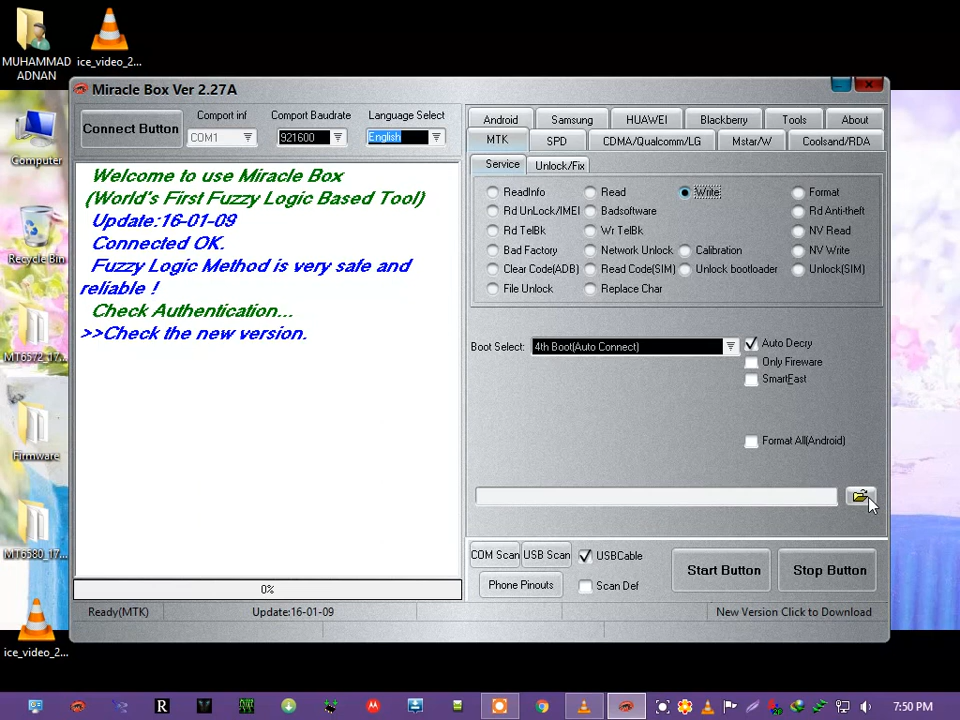 MUHAMMAD
ADNAN
ice_video_2...
Computer
Recycle Bin
MT6572_17...
Firmware
MT6580_17...
ice_video_2...
Miracle Box Ver 2.27A
Connect Button
Comport inf
COM1
Comport Baudrate
921600
Language Select
English
Welcome to use Miracle Box
(World's First Fuzzy Logic Based Tool)
Update:16-01-09
Connected OK.
Fuzzy Logic Method is very safe and
reliable !
Check Authentication...
>>Check the new version.
0%
Android Samsung HUAWEI Blackberry Tools About
MTK SPD CDMA/Qualcomm/LG Mstar/W Coolsand/RDA
Service Unlock/Fix
ReadInfo Read Write Format
Rd UnLock/IMEI Badsoftware Rd Anti-theft
Rd TelBk Wr TelBk NV Read
Bad Factory Network Unlock Calibration NV Write
Clear Code(ADB) Read Code(SIM) Unlock bootloader Unlock(SIM)
File Unlock Replace Char
Boot Select: 4th Boot(Auto Connect) Auto Decry
Only Fireware
SmartFast
Format All(Android)
COM Scan USB Scan USBCable
Phone Pinouts Scan Def
Start Button Stop Button
Ready(MTK) Update:16-01-09 New Version Click to Download
R
7:50 PM